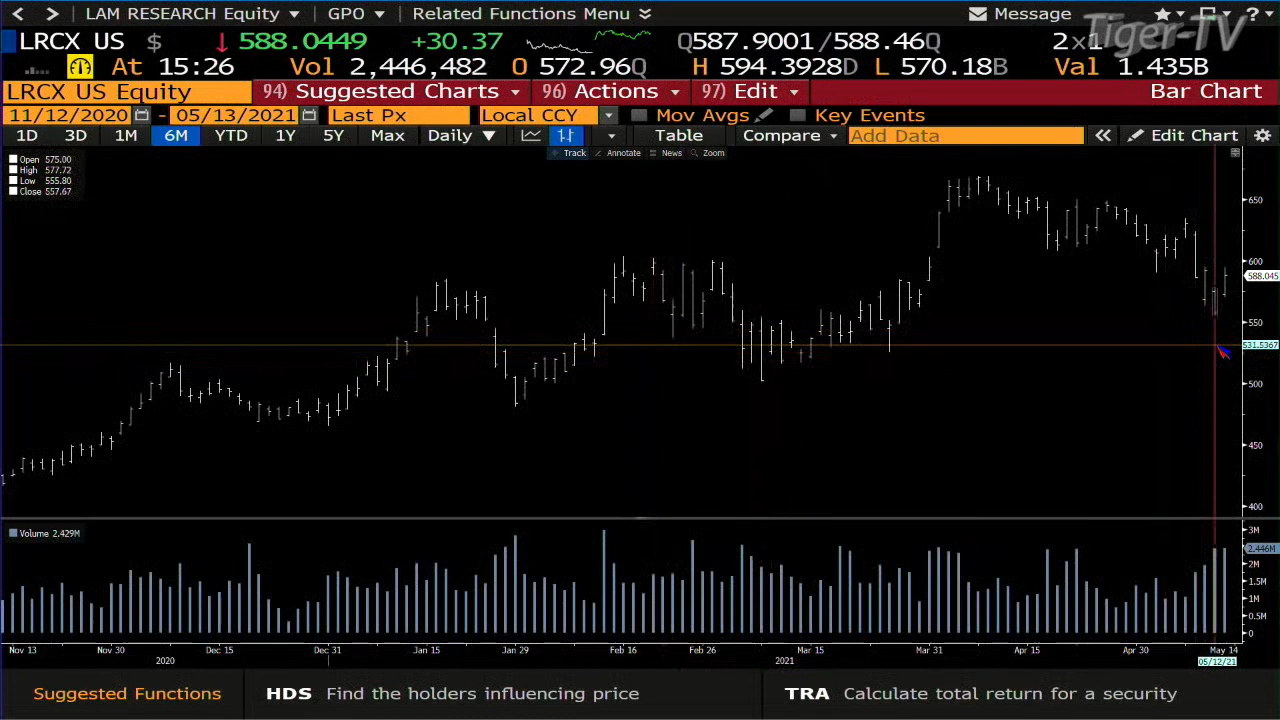 LAM RESEARCH Equity GPO Related Functions Menu Message ?
Tiger-TV
LRCX US $ ↓ 588.0449 +30.37 Q587.9001/588.46Q 2x1
At 15:26 Vol 2,446,482 O 572.96Q H 594.3928D L 570.18B Val 1.435B
LRCX US Equity 94) Suggested Charts 96) Actions 97) Edit Bar Chart
11/12/2020 - 05/13/2021 Last Px Local CCY Mov Avgs Key Events
1D 3D 1M 6M YTD 1Y 5Y Max Daily ▼ Table Compare Add Data « Edit Chart
Track Annotate News Zoom
Open 575.00
High 577.72
Low 555.80
Close 557.67
650
600
588.045
550
531.5367
500
450
400
Volume 2.429M
3M
2.446M
2M
1.5M
1M
0.5M
0
Nov 13 Nov 30 Dec 15 Dec 31 Jan 15 Jan 29 Feb 16 Feb 26 Mar 15 Mar 31 Apr 15 Apr 30 May 14
2020 2021 05/12/21
Suggested Functions HDS Find the holders influencing price TRA Calculate total return for a security